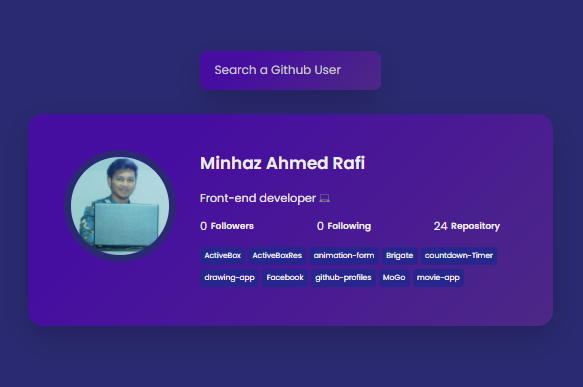 Search a Github User
Minhaz Ahmed Rafi
Front-end developer 💻
0 Followers 0 Following 24 Repository
ActiveBox ActiveBoxRes animation-form Brigate countdown-Timer
drawing-app Facebook github-profiles MoGo movie-app